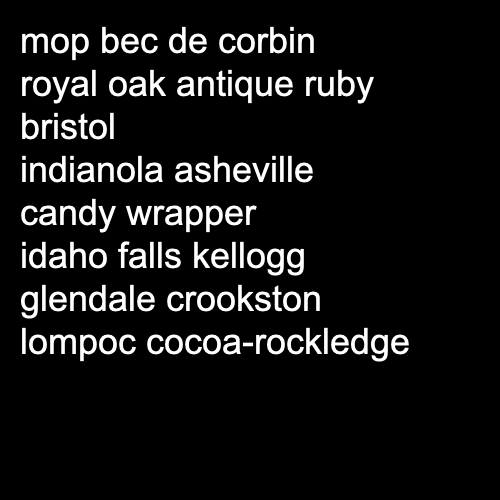 mop bec de corbin
royal oak antique ruby
bristol
indianola asheville
candy wrapper
idaho falls kellogg
glendale crookston
lompoc cocoa-rockledge